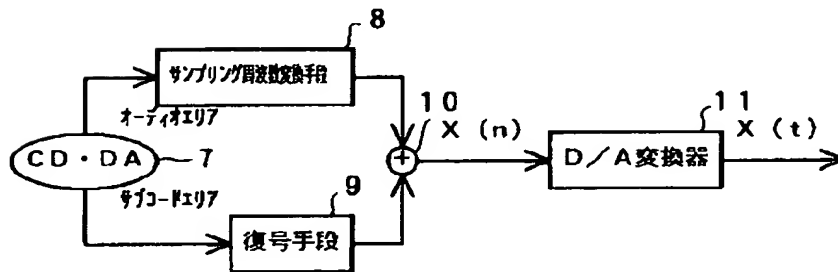 8
サンプリング周波数変換手段
オーディオエリア
10
X (n)
11
X (t)
CD・DA
7
D/A変換器
サブコードエリア
9
復号手段